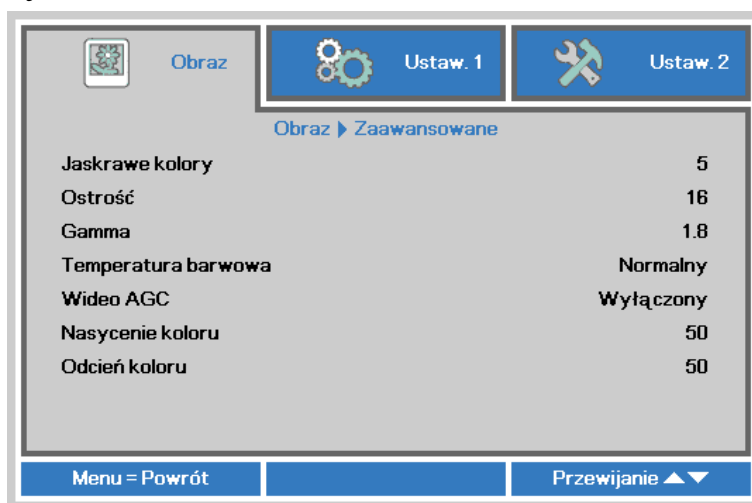 Obraz Ustaw. 1 Ustaw. 2
Obraz Zaawansowane
Jaskrawe kolory 5
Ostrość 16
Gamma 1.8
Temperatura barwowa Normalny
Wideo AGC Wyłączony
Nasycenie koloru 50
Odcień koloru 50
Menu = Powrót Przewijanie